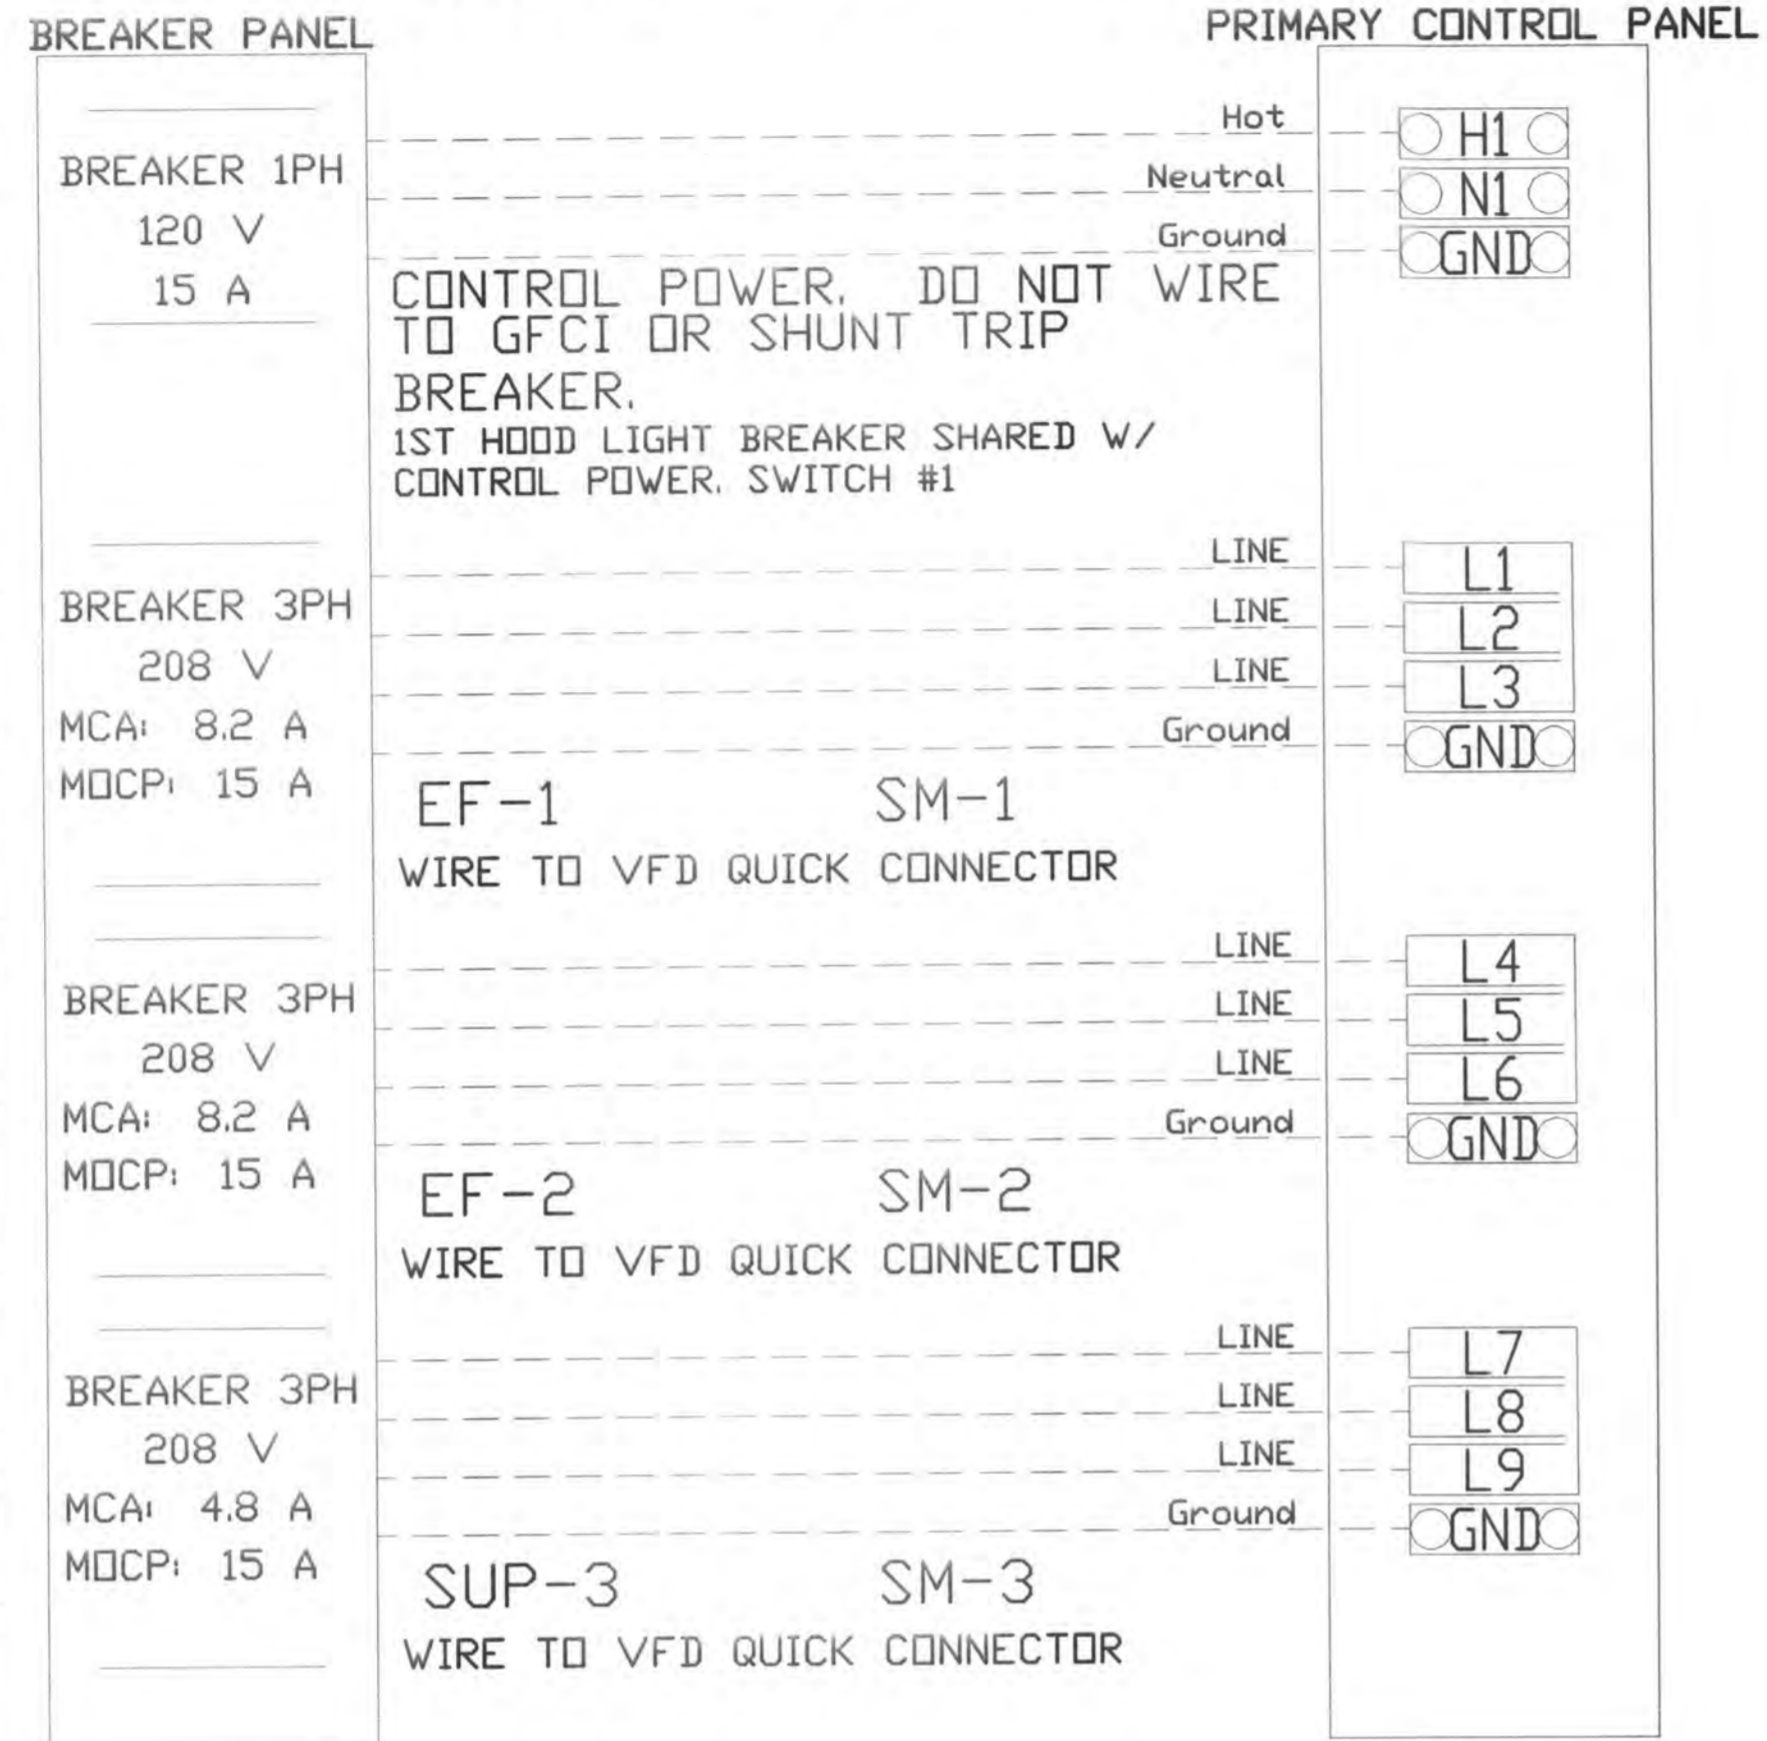 BREAKER PANEL
PRIMARY CONTROL PANEL
BREAKER 1PH
120 V
15 A
Hot
H1
Neutral
N1
Ground
GND
CONTROL POWER. DO NOT WIRE
TO GFCI OR SHUNT TRIP
BREAKER.
1ST HOOD LIGHT BREAKER SHARED W/
CONTROL POWER. SWITCH #1
BREAKER 3PH
208 V
MCA: 8.2 A
MOCP: 15 A
LINE
L1
LINE
L2
LINE
L3
Ground
GND
EF-1 SM-1
WIRE TO VFD QUICK CONNECTOR
BREAKER 3PH
208 V
MCA: 8.2 A
MOCP: 15 A
LINE
L4
LINE
L5
LINE
L6
Ground
GND
EF-2 SM-2
WIRE TO VFD QUICK CONNECTOR
BREAKER 3PH
208 V
MCA: 4.8 A
MOCP: 15 A
LINE
L7
LINE
L8
LINE
L9
Ground
GND
SUP-3 SM-3
WIRE TO VFD QUICK CONNECTOR